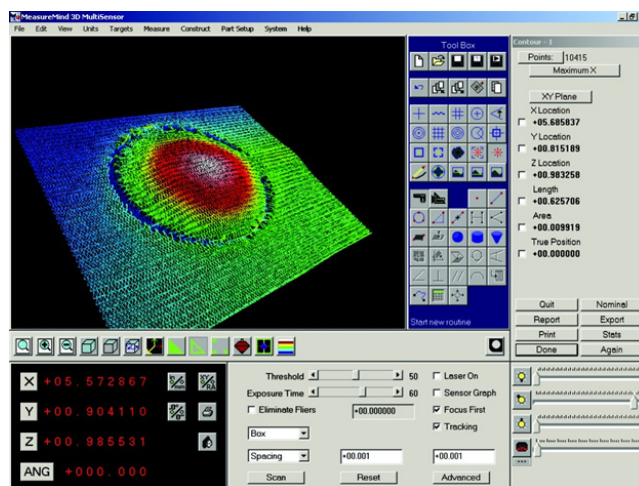 MeasureMind 3D MultiSensor
File Edit View Units Targets Measure Construct Part Setup System Help
Tool Box
Start new routine
Contour - 1
Points: 10415
Maximum X
XY Plane
X Location
+05.685837
Y Location
+00.815189
Z Location
+00.983258
Length
+00.625706
Area
+00.009919
True Position
+00.000000
Quit Nominal
Report Export
Print Stats
Done Again
X +05.572867
Y +00.904110
Z +00.985531
ANG +000.000
Threshold 50
Exposure Time 60
Eliminate Fliers +00.000000
Box
Spacing +00.001
Scan Reset
Laser On
Sensor Graph
Focus First
Tracking
+00.001
Advanced